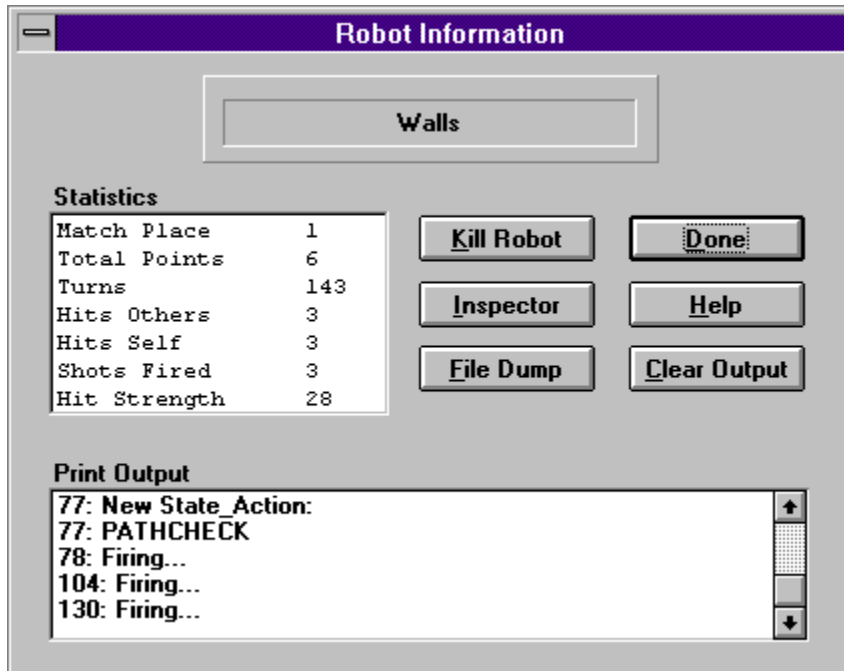 Robot Information
Walls
Statistics
Match Place 1
Total Points 6
Turns 143
Hits Others 3
Hits Self 3
Shots Fired 3
Hit Strength 28
Kill Robot
Done
Inspector
Help
File Dump
Clear Output
Print Output
77: New State_Action:
77: PATHCHECK
78: Firing...
104: Firing...
130: Firing...